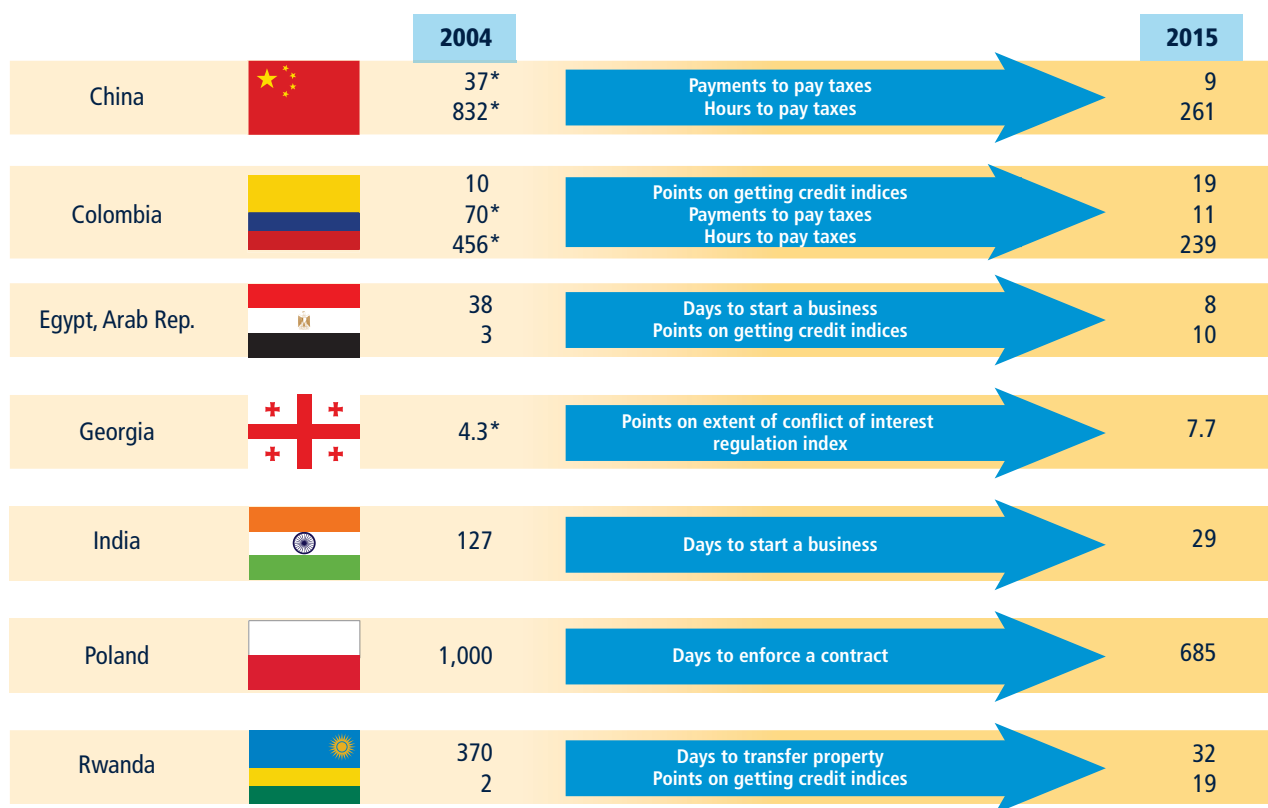 2004 2015
China 37* Payments to pay taxes 9
832* Hours to pay taxes 261
Colombia 10 Points on getting credit indices 19
70* Payments to pay taxes 11
456* Hours to pay taxes 239
Egypt, Arab Rep. 38 Days to start a business 8
3 Points on getting credit indices 10
Georgia 4.3* Points on extent of conflict of interest 7.7
regulation index
India 127 Days to start a business 29
Poland 1,000 Days to enforce a contract 685
Rwanda 370 Days to transfer property 32
2 Points on getting credit indices 19